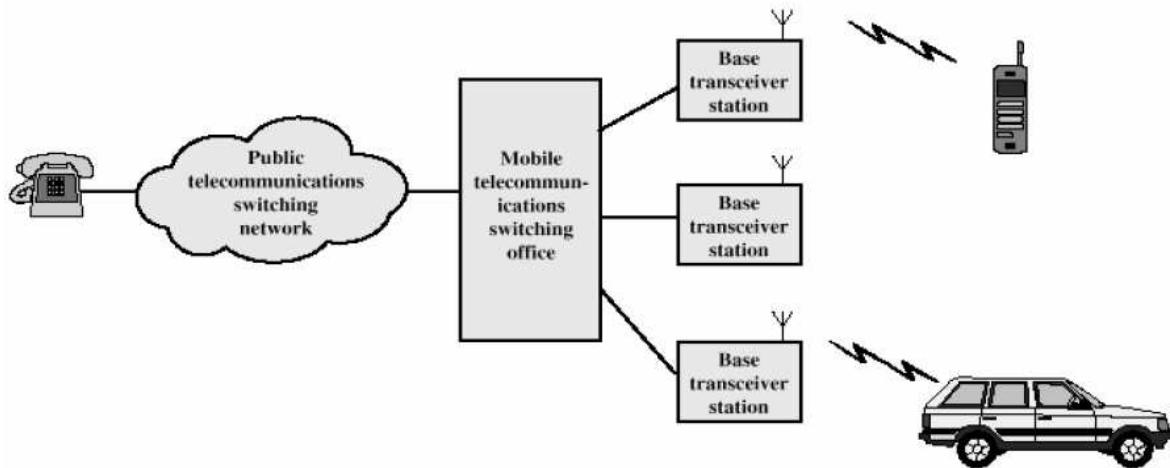 Public
telecommunications
switching
network
Mobile
telecommun-
ications
switching
office
Base
transceiver
station
Base
transceiver
station
Base
transceiver
station